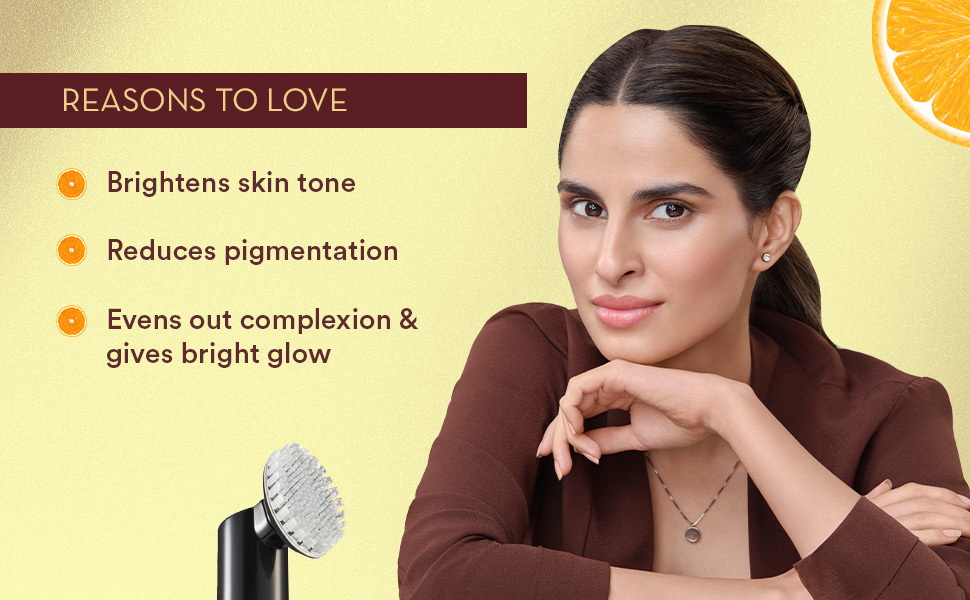 REASONS TO LOVE
Brightens skin tone
Reduces pigmentation
Evens out complexion &
gives bright glow